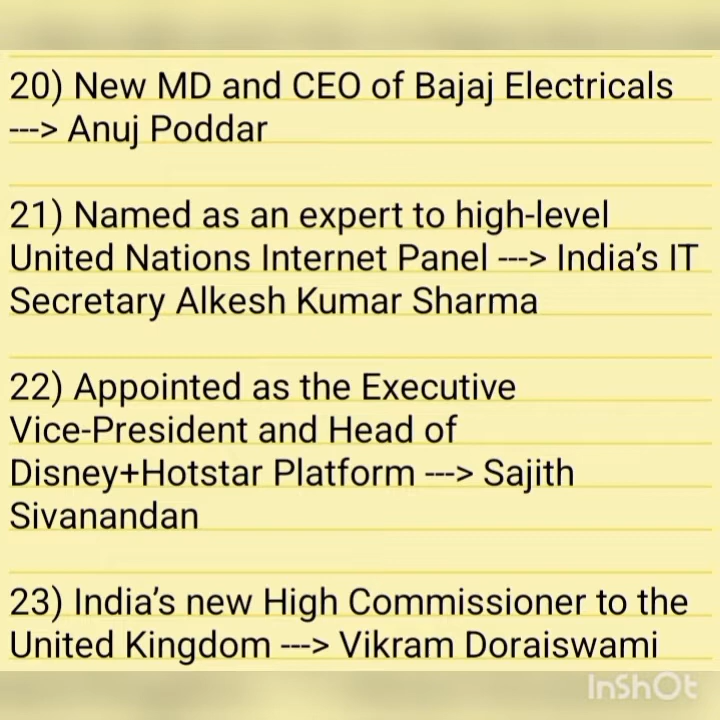 20) New MD and CEO of Bajaj Electricals
---> Anuj Poddar
21) Named as an expert to high-level
United Nations Internet Panel ---> India’s IT
Secretary Alkesh Kumar Sharma
22) Appointed as the Executive
Vice-President and Head of
Disney+Hotstar Platform ---> Sajith
Sivanandan
23) India’s new High Commissioner to the
United Kingdom ---> Vikram Doraiswami
InShOt